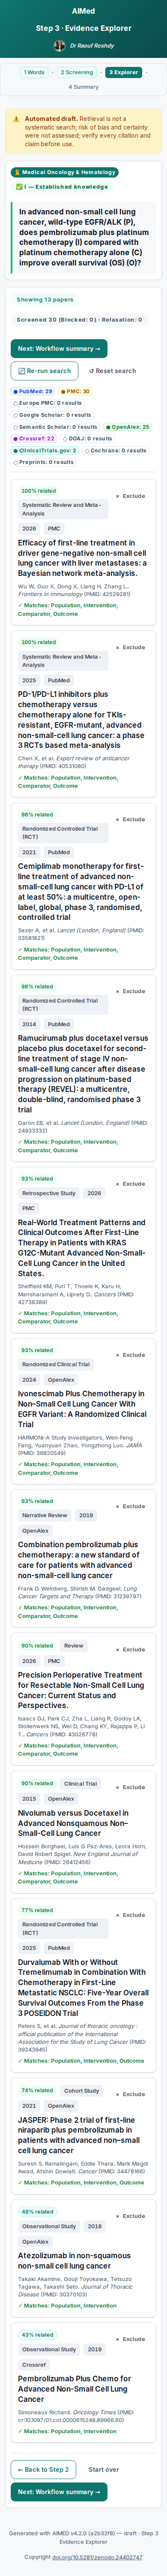 AIMed
Step 3 · Evidence Explorer
Dr Raouf Roshdy
1 Words · 2 Screening · 3 Explorer ·
4 Summary
⚠️ Automated draft. Retrieval is not a
systematic search; risk of bias and certainty
are not assessed; verify every citation and
claim before use.
🎗️ Medical Oncology & Hematology
✅ I — Established knowledge
In advanced non-small cell lung
cancer, wild-type EGFR/ALK (P),
does pembrolizumab plus platinum
chemotherapy (I) compared with
platinum chemotherapy alone (C)
improve overall survival (OS) (O)?
Showing 13 papers
Screened 30 (Blocked: 0) · Relaxation: 0
Next: Workflow summary →
🔄 Re-run search
↺ Reset search
● PubMed: 29
● PMC: 30
○ Europe PMC: 0 results
○ Google Scholar: 0 results
○ Semantic Scholar: 0 results
● OpenAlex: 25
● Crossref: 22
○ DOAJ: 0 results
● ClinicalTrials.gov: 2
○ Cochrane: 0 results
○ Preprints: 0 results
100% related
× Exclude
Systematic Review and Meta-
Analysis
2026 PMC
Efficacy of first-line treatment in
driver gene-negative non-small cell
lung cancer with liver metastases: a
Bayesian network meta-analysis.
Wu W, Guo X, Dong X, Liang H, Zhang L..
Frontiers in immunology (PMID: 42529281)
✓ Matches: Population, Intervention,
Comparator, Outcome
100% related
× Exclude
Systematic Review and Meta-
Analysis
2025 PubMed
PD-1/PD-L1 inhibitors plus
chemotherapy versus
chemotherapy alone for TKIs-
resistant, EGFR-mutant, advanced
non-small-cell lung cancer: a phase
3 RCTs based meta-analysis
Chen X, et al. Expert review of anticancer
therapy (PMID: 40531080)
✓ Matches: Population, Intervention,
Comparator, Outcome
96% related
× Exclude
Randomized Controlled Trial
(RCT)
2021 PubMed
Cemiplimab monotherapy for first-
line treatment of advanced non-
small-cell lung cancer with PD-L1 of
at least 50%: a multicentre, open-
label, global, phase 3, randomised,
controlled trial
Sezer A, et al. Lancet (London, England) (PMID:
33581821)
✓ Matches: Population, Intervention,
Comparator, Outcome
96% related
× Exclude
Randomized Controlled Trial
(RCT)
2014 PubMed
Ramucirumab plus docetaxel versus
placebo plus docetaxel for second-
line treatment of stage IV non-
small-cell lung cancer after disease
progression on platinum-based
therapy (REVEL): a multicentre,
double-blind, randomised phase 3
trial
Garon EB, et al. Lancet (London, England) (PMID:
24933332)
✓ Matches: Population, Intervention,
Comparator, Outcome
93% related
× Exclude
Retrospective Study 2026
PMC
Real-World Treatment Patterns and
Clinical Outcomes After First-Line
Therapy in Patients with KRAS
G12C-Mutant Advanced Non-Small-
Cell Lung Cancer in the United
States.
Sheffield KM, Puri T, Thoele K, Karu H,
Manoharamani A, Uprety D.. Cancers (PMID:
42738389)
✓ Matches: Population, Intervention,
Comparator, Outcome
93% related
× Exclude
Randomized Clinical Trial
2024 OpenAlex
Ivonescimab Plus Chemotherapy in
Non–Small Cell Lung Cancer With
EGFR Variant: A Randomized Clinical
Trial
HARMONi-A Study Investigators, Wen-Feng
Fang, Yuanyuan Zhao, Yongzhong Luo. JAMA
(PMID: 38820549)
✓ Matches: Population, Intervention,
Comparator, Outcome
93% related
× Exclude
Narrative Review 2019
OpenAlex
Combination pembrolizumab plus
chemotherapy: a new standard of
care for patients with advanced
non-small-cell lung cancer
Frank D. Weinberg, Shirish M. Gadgeel. Lung
Cancer Targets and Therapy (PMID: 31239797)
✓ Matches: Population, Intervention,
Comparator, Outcome
90% related Review
× Exclude
2026 PMC
Precision Perioperative Treatment
for Resectable Non-Small Cell Lung
Cancer: Current Status and
Perspectives.
Isaacs DJ, Park CJ, Zha L, Liang R, Godoy LA,
Stollenwerk NS, Wei D, Chang KY, Rajappa P, Li
T.. Cancers (PMID: 43026778)
✓ Matches: Population, Intervention,
Comparator, Outcome
90% related Clinical Trial
× Exclude
2015 OpenAlex
Nivolumab versus Docetaxel in
Advanced Nonsquamous Non–
Small-Cell Lung Cancer
Hossein Borghaei, Luis G Paz-Ares, Leora Horn,
David Robert Spigel. New England Journal of
Medicine (PMID: 26412456)
✓ Matches: Population, Intervention,
Comparator, Outcome
77% related
× Exclude
Randomized Controlled Trial
(RCT)
2025 PubMed
Durvalumab With or Without
Tremelimumab in Combination With
Chemotherapy in First-Line
Metastatic NSCLC: Five-Year Overall
Survival Outcomes From the Phase
3 POSEIDON Trial
Peters S, et al. Journal of thoracic oncology :
official publication of the International
Association for the Study of Lung Cancer (PMID:
39243945)
✓ Matches: Population, Intervention, Outcome
74% related Cohort Study
× Exclude
2021 OpenAlex
JASPER: Phase 2 trial of first-line
niraparib plus pembrolizumab in
patients with advanced non–small
cell lung cancer
Suresh S. Ramalingam, Eddie Thara, Mark Magdi
Awad, Afshin Dowlati. Cancer (PMID: 34478166)
✓ Matches: Population, Intervention, Outcome
48% related
× Exclude
Observational Study 2018
OpenAlex
Atezolizumab in non-squamous
non-small cell lung cancer
Takaki Akamine, Gouji Toyokawa, Tetsuzo
Tagawa, Takashi Seto. Journal of Thoracic
Disease (PMID: 30370103)
✓ Matches: Population, Intervention
43% related
× Exclude
Observational Study 2019
Crossref
Pembrolizumab Plus Chemo for
Advanced Non-Small Cell Lung
Cancer
Simoneaux Richard. Oncology Times (PMID:
cr:10.1097/01.cot.0000615248.89966.60)
✓ Matches: Population, Intervention
← Back to Step 2
Start over
Next: Workflow summary →
Generated with AIMED v4.2.0 (a2b32f9) — draft · Step 3
Evidence Explorer
Copyright doi.org/10.5281/zenodo.24402747